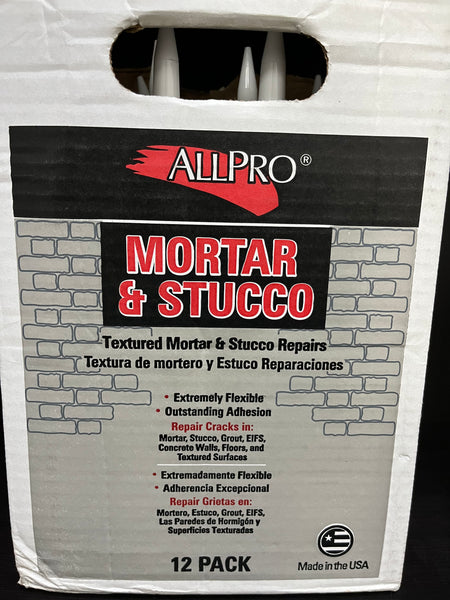 ALLPRO®
MORTAR
& STUCCO
Textured Mortar & Stucco Repairs
Textura de mortero y Estuco Reparaciones
• Extremely Flexible
• Outstanding Adhesion
Repair Cracks in:
Mortar, Stucco, Grout, EIFS,
Concrete Walls, Floors, and
Textured Surfaces
• Extremadamente Flexible
• Adherencia Excepcional
Repair Grietas en:
Mortero, Estuco, Grout, EIFS,
Las Paredes de Hormigón y
Superficies Texturadas
12 PACK
Made in the USA